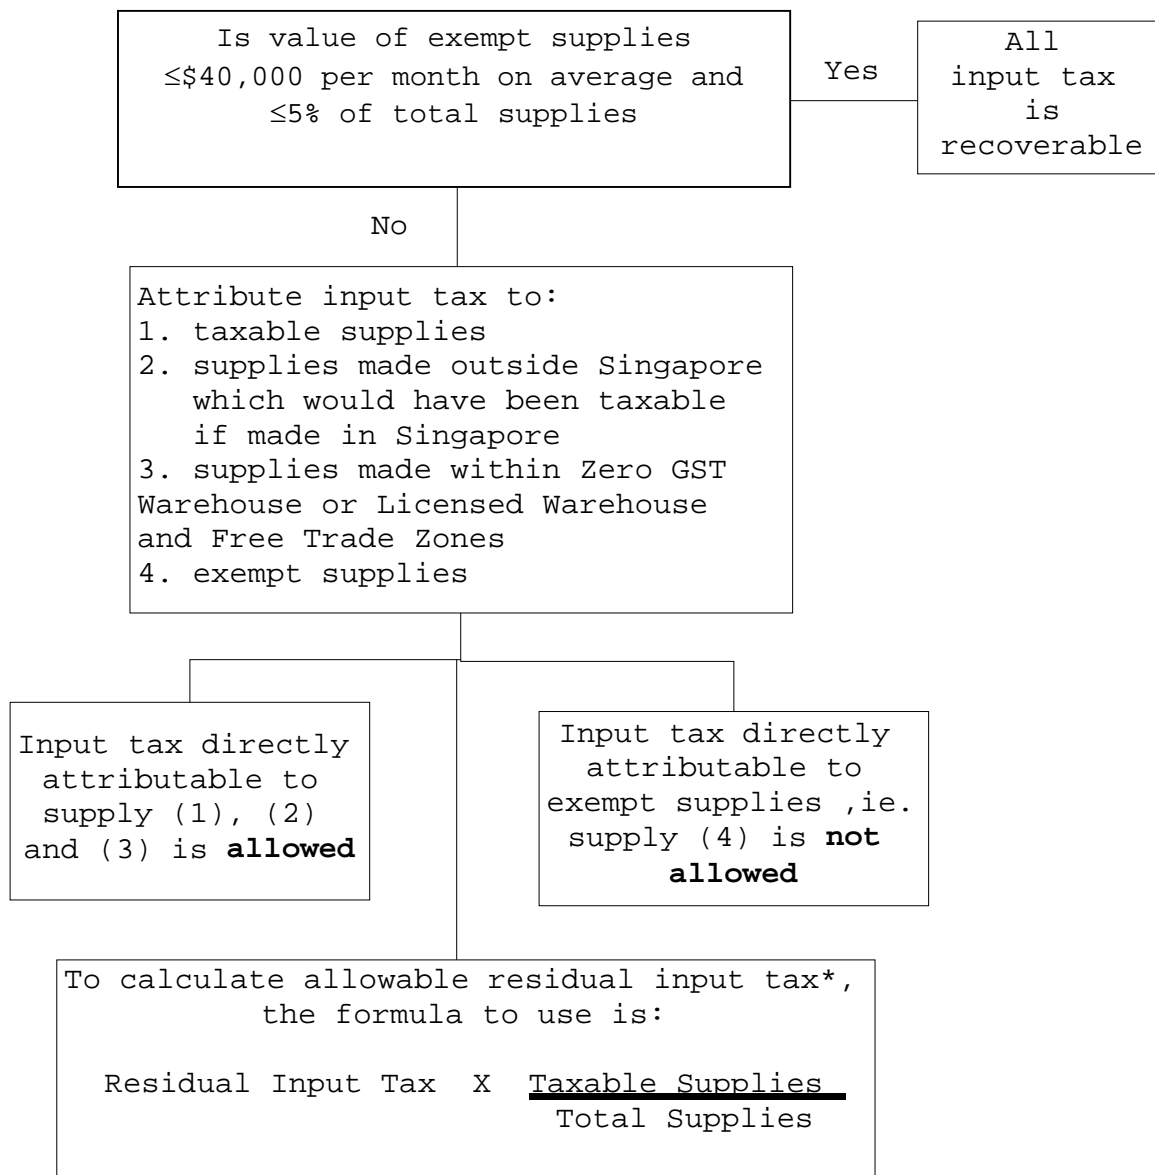 Is value of exempt supplies
≤$40,000 per month on average and
≤5% of total supplies
Yes
All
input tax
is
recoverable
No
Attribute input tax to:
1. taxable supplies
2. supplies made outside Singapore
which would have been taxable
if made in Singapore
3. supplies made within Zero GST
Warehouse or Licensed Warehouse
and Free Trade Zones
4. exempt supplies
Input tax directly
attributable to
supply (1), (2)
and (3) is allowed
Input tax directly
attributable to
exempt supplies ,ie.
supply (4) is not
allowed
To calculate allowable residual input tax*,
the formula to use is:
Residual Input Tax X Taxable Supplies
Total Supplies